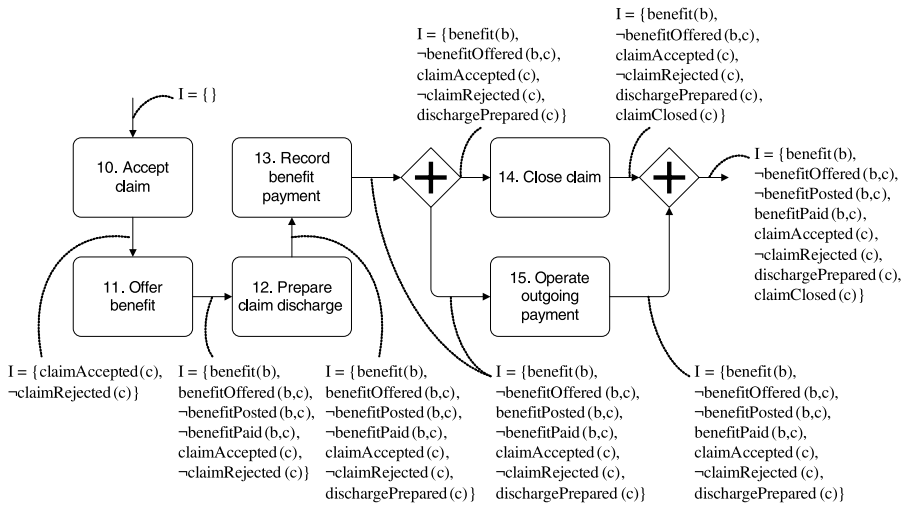 I = {benefit(b),
¬benefitOffered(b,c),
claimAccepted(c),
¬claimRejected(c),
dischargePrepared(c)}
I = {benefit(b),
¬benefitOffered(b,c),
claimAccepted(c),
¬claimRejected(c),
dischargePrepared(c),
claimClosed(c)}
I = { }
10. Accept
claim
13. Record
benefit
payment
14. Close claim
I = {benefit(b),
¬benefitOffered(b,c),
¬benefitPosted(b,c),
benefitPaid(b,c),
claimAccepted(c),
¬claimRejected(c),
dischargePrepared(c),
claimClosed(c)}
11. Offer
benefit
12. Prepare
claim discharge
15. Operate
outgoing
payment
I = {claimAccepted(c),
¬claimRejected(c)}
I = {benefit(b),
benefitOffered(b,c),
¬benefitPosted(b,c),
¬benefitPaid(b,c),
claimAccepted(c),
¬claimRejected(c)}
I = {benefit(b),
benefitOffered(b,c),
¬benefitPosted(b,c),
¬benefitPaid(b,c),
claimAccepted(c),
¬claimRejected(c),
dischargePrepared(c)}
I = {benefit(b),
¬benefitOffered(b,c),
benefitPosted(b,c),
¬benefitPaid(b,c),
claimAccepted(c),
¬claimRejected(c),
dischargePrepared(c)}
I = {benefit(b),
¬benefitOffered(b,c),
¬benefitPosted(b,c),
benefitPaid(b,c),
claimAccepted(c),
¬claimRejected(c),
dischargePrepared(c)}